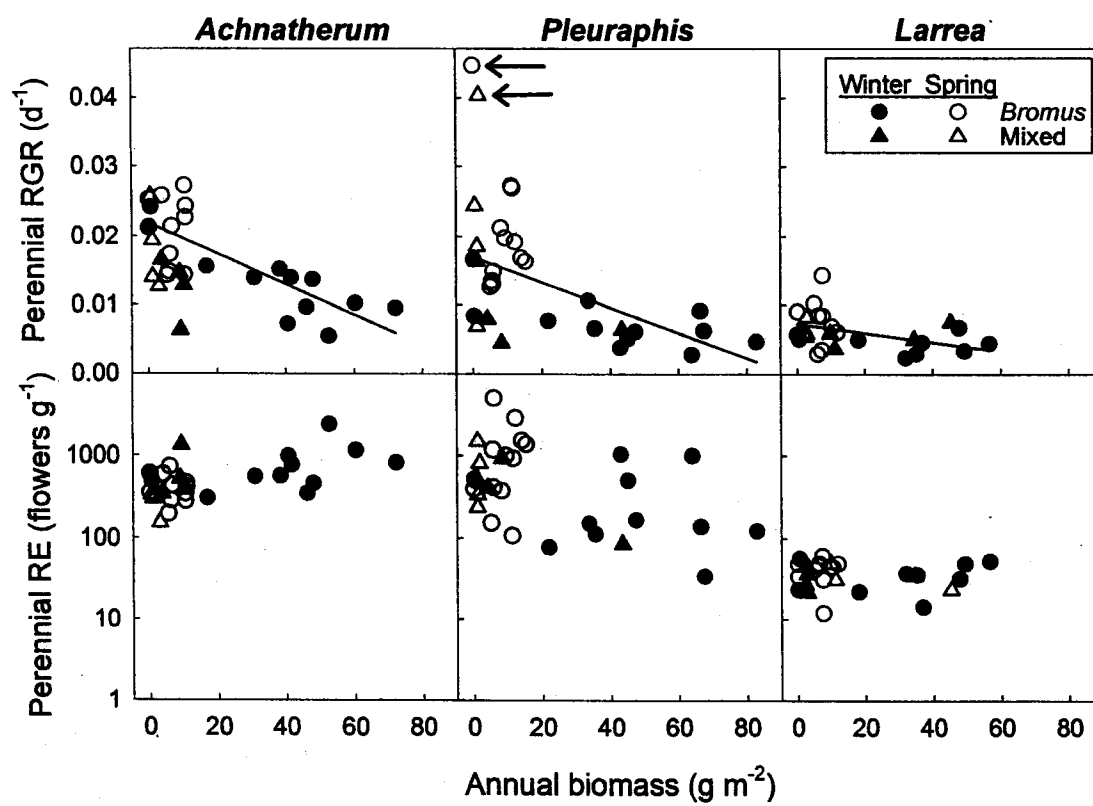 Achnatherum Pleuraphis Larrea
Perennial RGR (d⁻¹)
0.04
0.03
0.02
0.01
0.00
Winter Spring
Bromus
Mixed
Perennial RE (flowers g⁻¹)
1000
100
10
1
0 20 40 60 80 0 20 40 60 80 0 20 40 60 80
Annual biomass (g m⁻²)